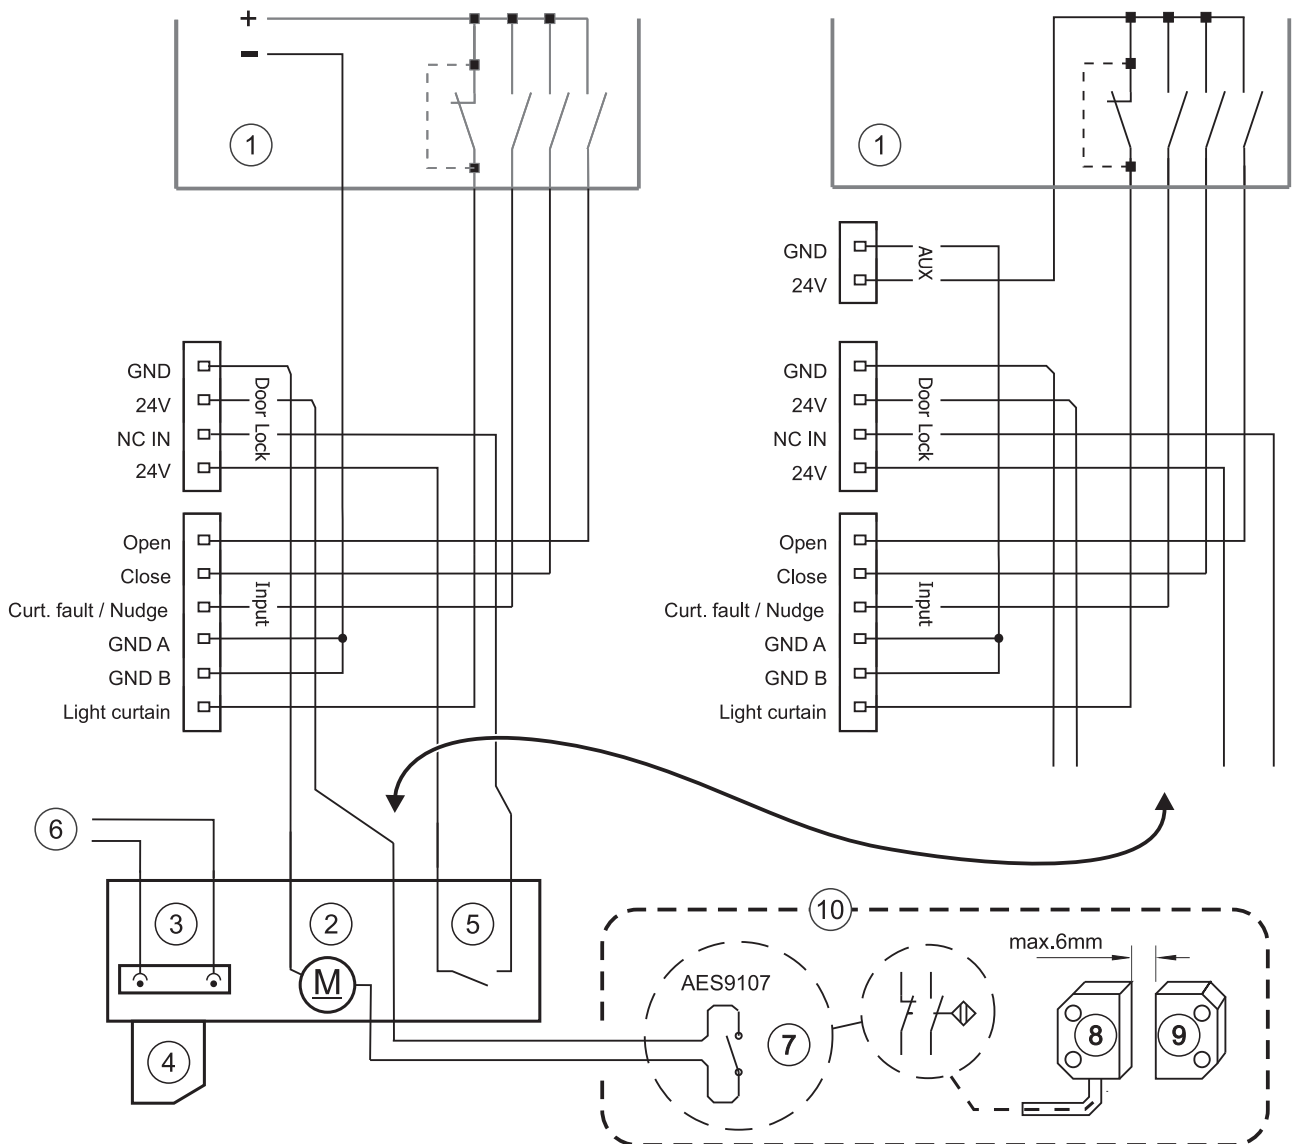 +
-
1
1
GND
24V
AUX
GND
24V
NC IN
24V
Door Lock
GND
24V
NC IN
24V
Door Lock
Open
Close
Curt. fault / Nudge
GND A
GND B
Light curtain
Input
Open
Close
Curt. fault / Nudge
GND A
GND B
Light curtain
Input
6
3
2
5
M
4
10
AES9107
7
max.6mm
8
9